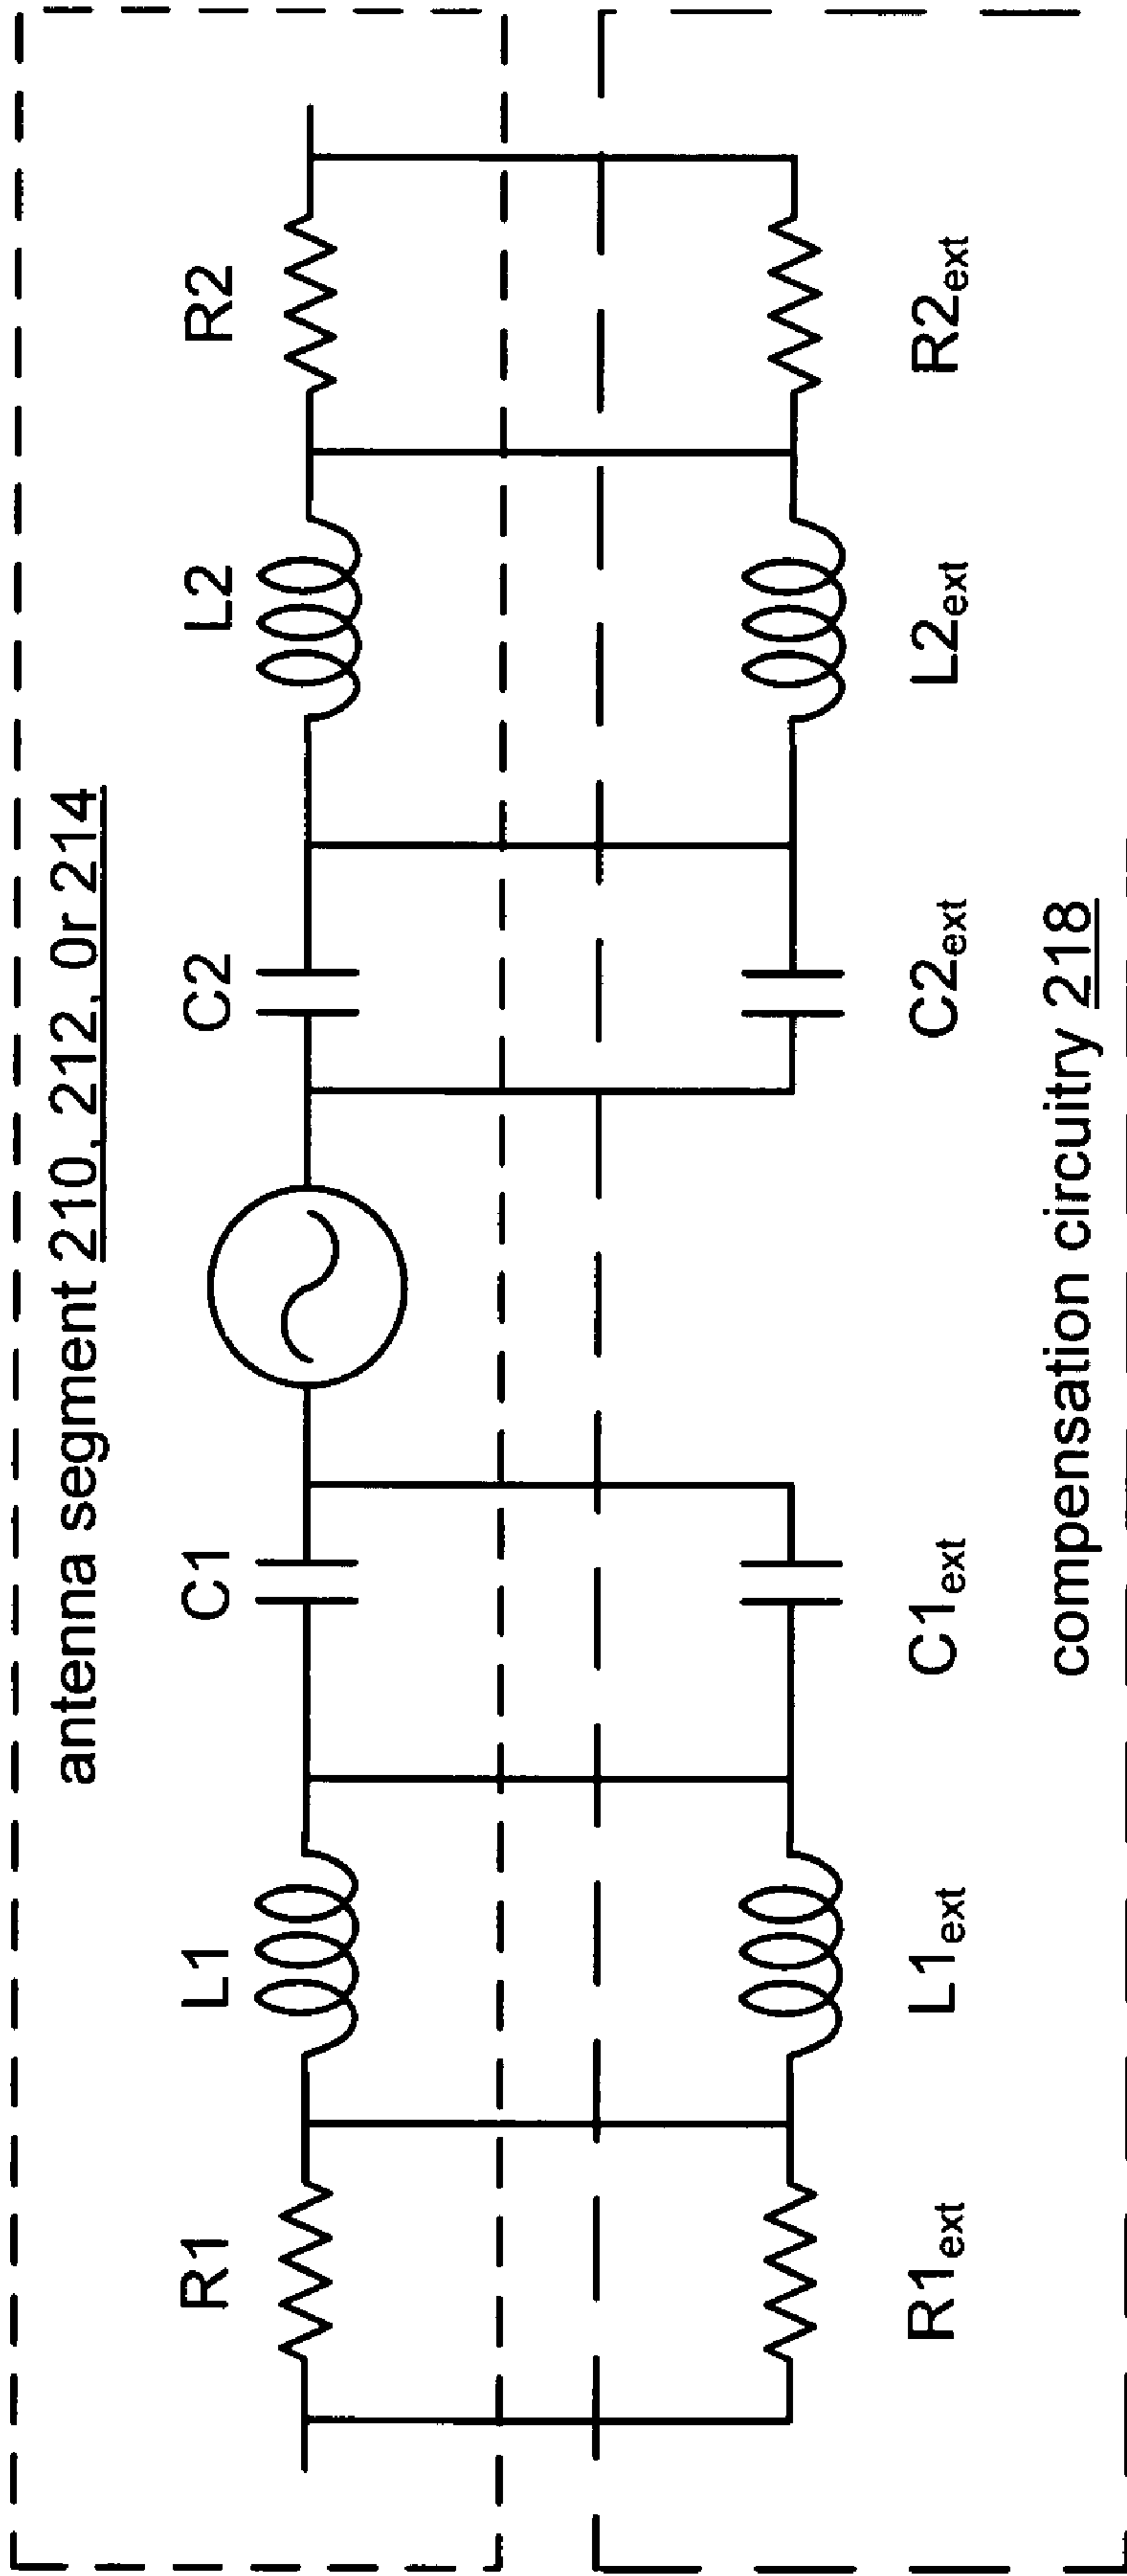 antenna segment 210, 212, 0r 214
R1 L1 C1 C2 L2 R2
R1ext L1ext C1ext C2ext L2ext R2ext
compensation circuitry 218